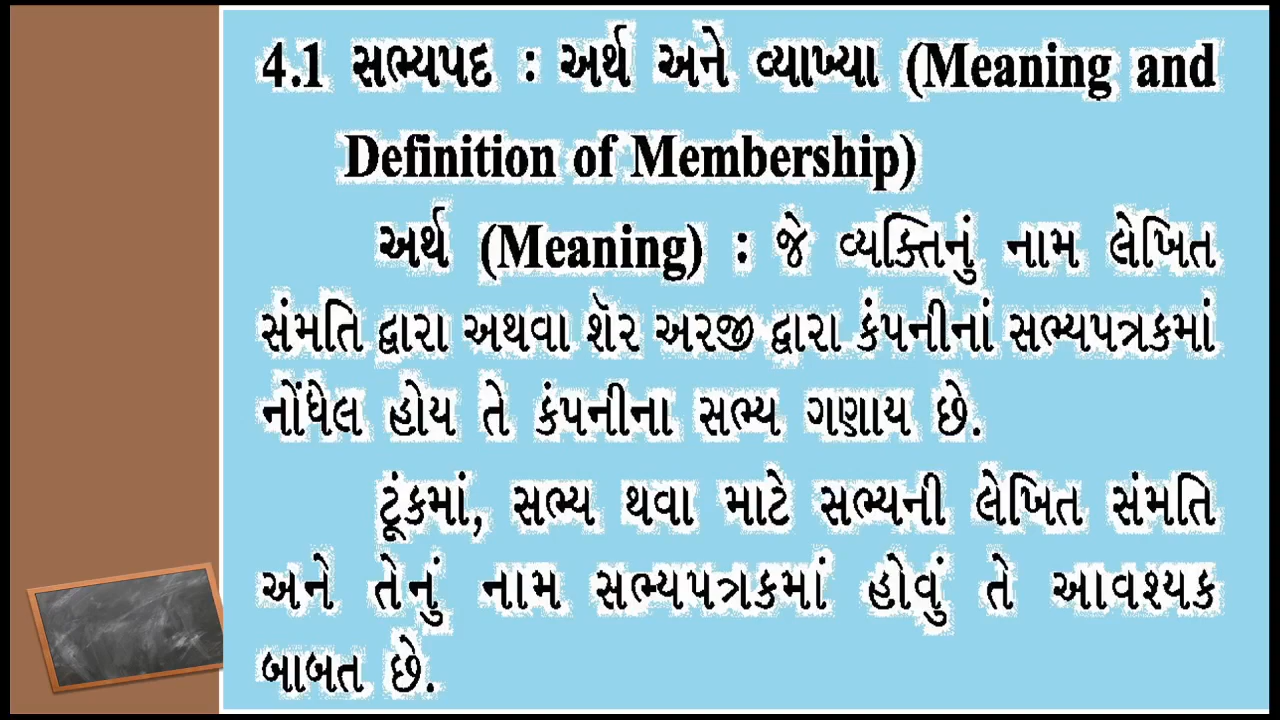 4.1 સભ્યપદ : અર્થ અને વ્યાખ્યા (Meaning and
Definition of Membership)
અર્થ (Meaning) : જે વ્યક્તિનું નામ લેખિત
સંમતિ દ્વારા અથવા શૅર અરજી દ્વારા કંપનીનાં સભ્યપત્રકમાં
નોંધેલ હોય તે કંપનીના સભ્ય ગણાય છે.
ટૂંકમાં, સભ્ય થવા માટે સભ્યની લેખિત સંમતિ
અને તેનું નામ સભ્યપત્રકમાં હોવું તે આવશ્યક
બાબત છે.